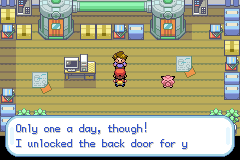 Only one a day, though!
I unlocked the back door for y